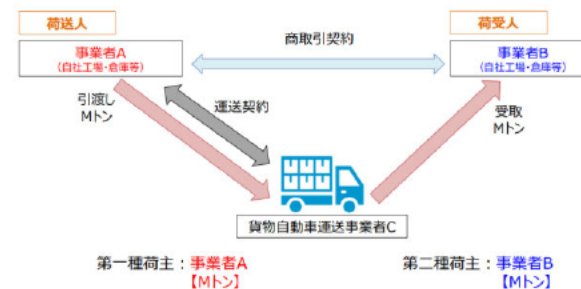 荷送人
荷受人
事業者A
(自社工場・倉庫等)
商取引契約
事業者B
(自社工場・倉庫等)
引渡し
Mトン
運送契約
受取
Mトン
貨物自動車運送事業者C
第一種荷主：事業者A
【Mトン】
第二種荷主：事業者B
【Mトン】